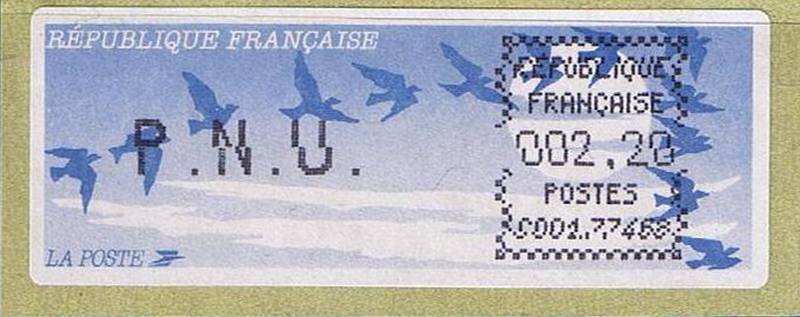 RÉPUBLIQUE FRANÇAISE
P.N.U.
LA POSTE
RÉPUBLIQUE
FRANÇAISE
002,20
POSTES
C001.77468